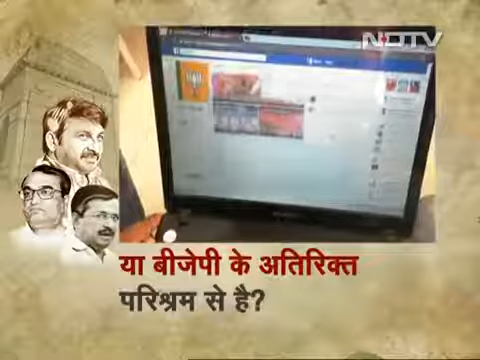 NDTV
या बीजेपी के अतिरिक्त
परिश्रम से है?